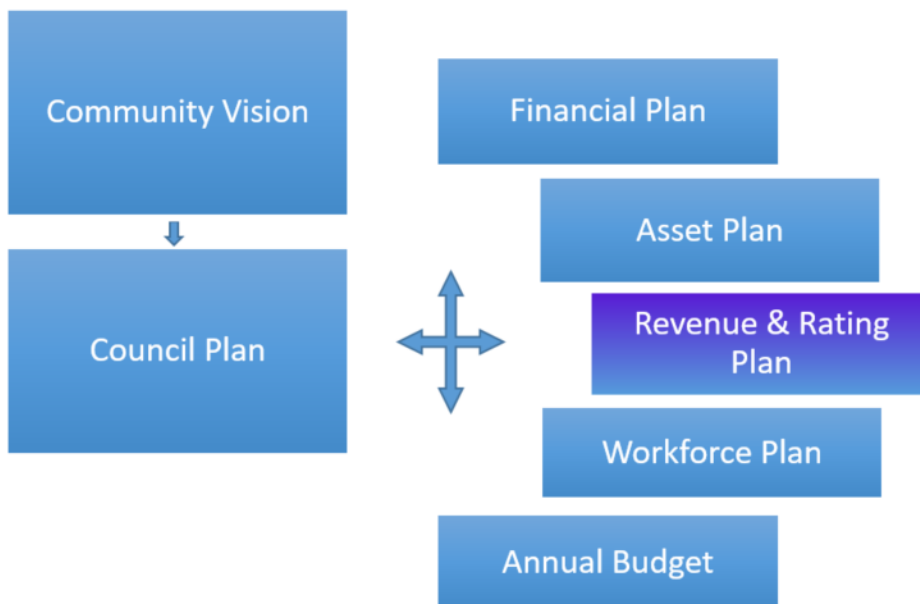 Community Vision
Council Plan
Financial Plan
Asset Plan
Revenue & Rating
Plan
Workforce Plan
Annual Budget